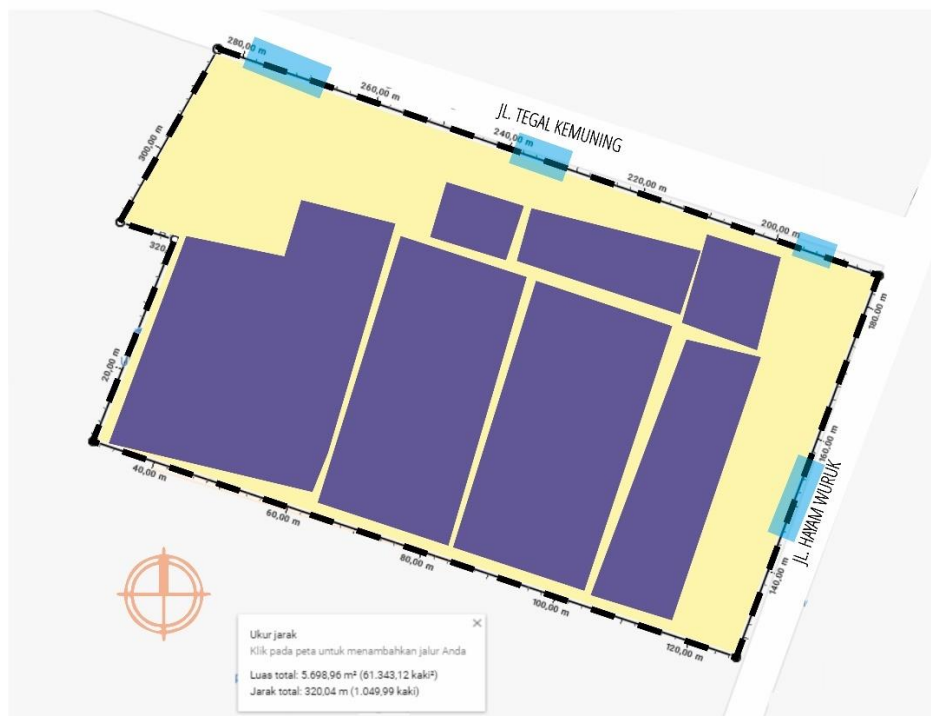 280,00 m
260,00 m
JL. TEGAL KEMUNING
240,00 m
220,00 m
200,00 m
300,00 m
320,
180,00 m
20,00 m
160,00 m
JL. HAYAM WURUK
40,00 m
60,00 m
80,00 m
140,00 m
100,00 m
120,00 m
Ukur jarak
Klik pada peta untuk menambahkan jalur Anda
Luas total: 5.698,96 m² (61.343,12 kaki²)
Jarak total: 320,04 m (1.049,99 kaki)